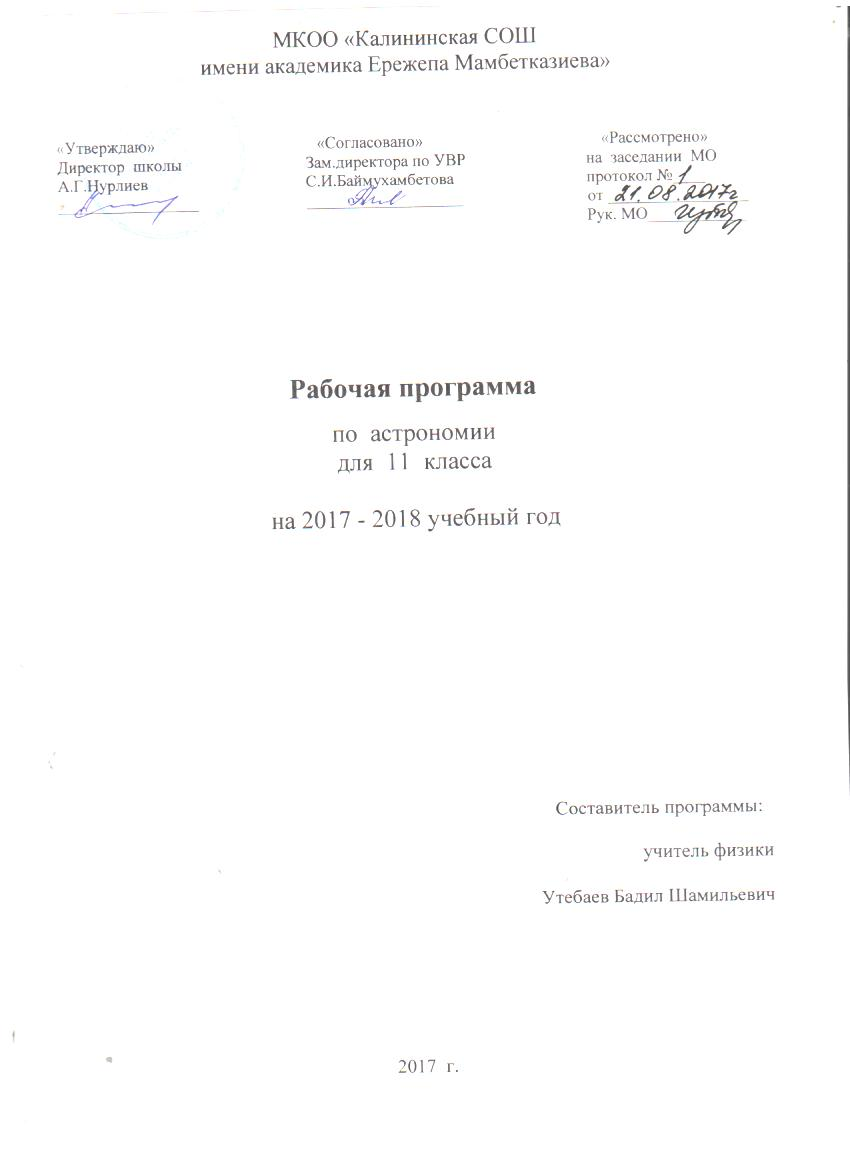 МКОО «Калининская СОШ
имени академика Ережепа Мамбетказиева»
«Утверждаю»
Директор школы
А.Г.Нурлиев
«Согласовано»
Зам.директора по УВР
С.И.Баймухамбетова
«Рассмотрено»
на заседании МО
протокол № 1
от 21.08.2017г
Рук. МО
Рабочая программа
по астрономии
для 11 класса
на 2017 - 2018 учебный год
Составитель программы:
учитель физики
Утебаев Бадил Шамильевич
2017 г.